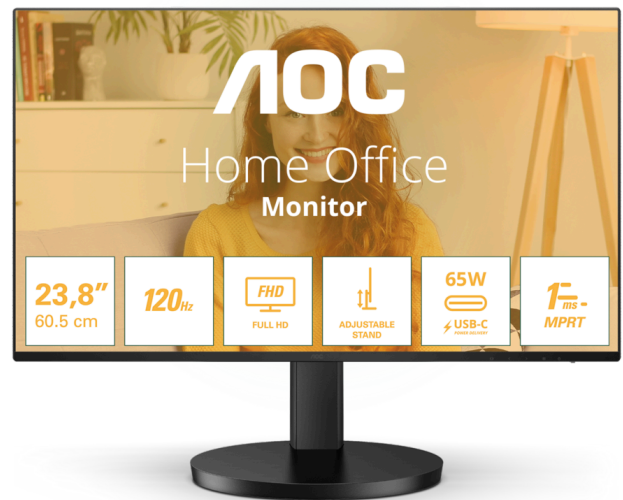 AOC
Home Office
Monitor
23,8"
60.5 cm
120Hz
FHD
FULL HD
ADJUSTABLE
STAND
65W
USB-C
POWER DELIVERY
1ms
MPRT